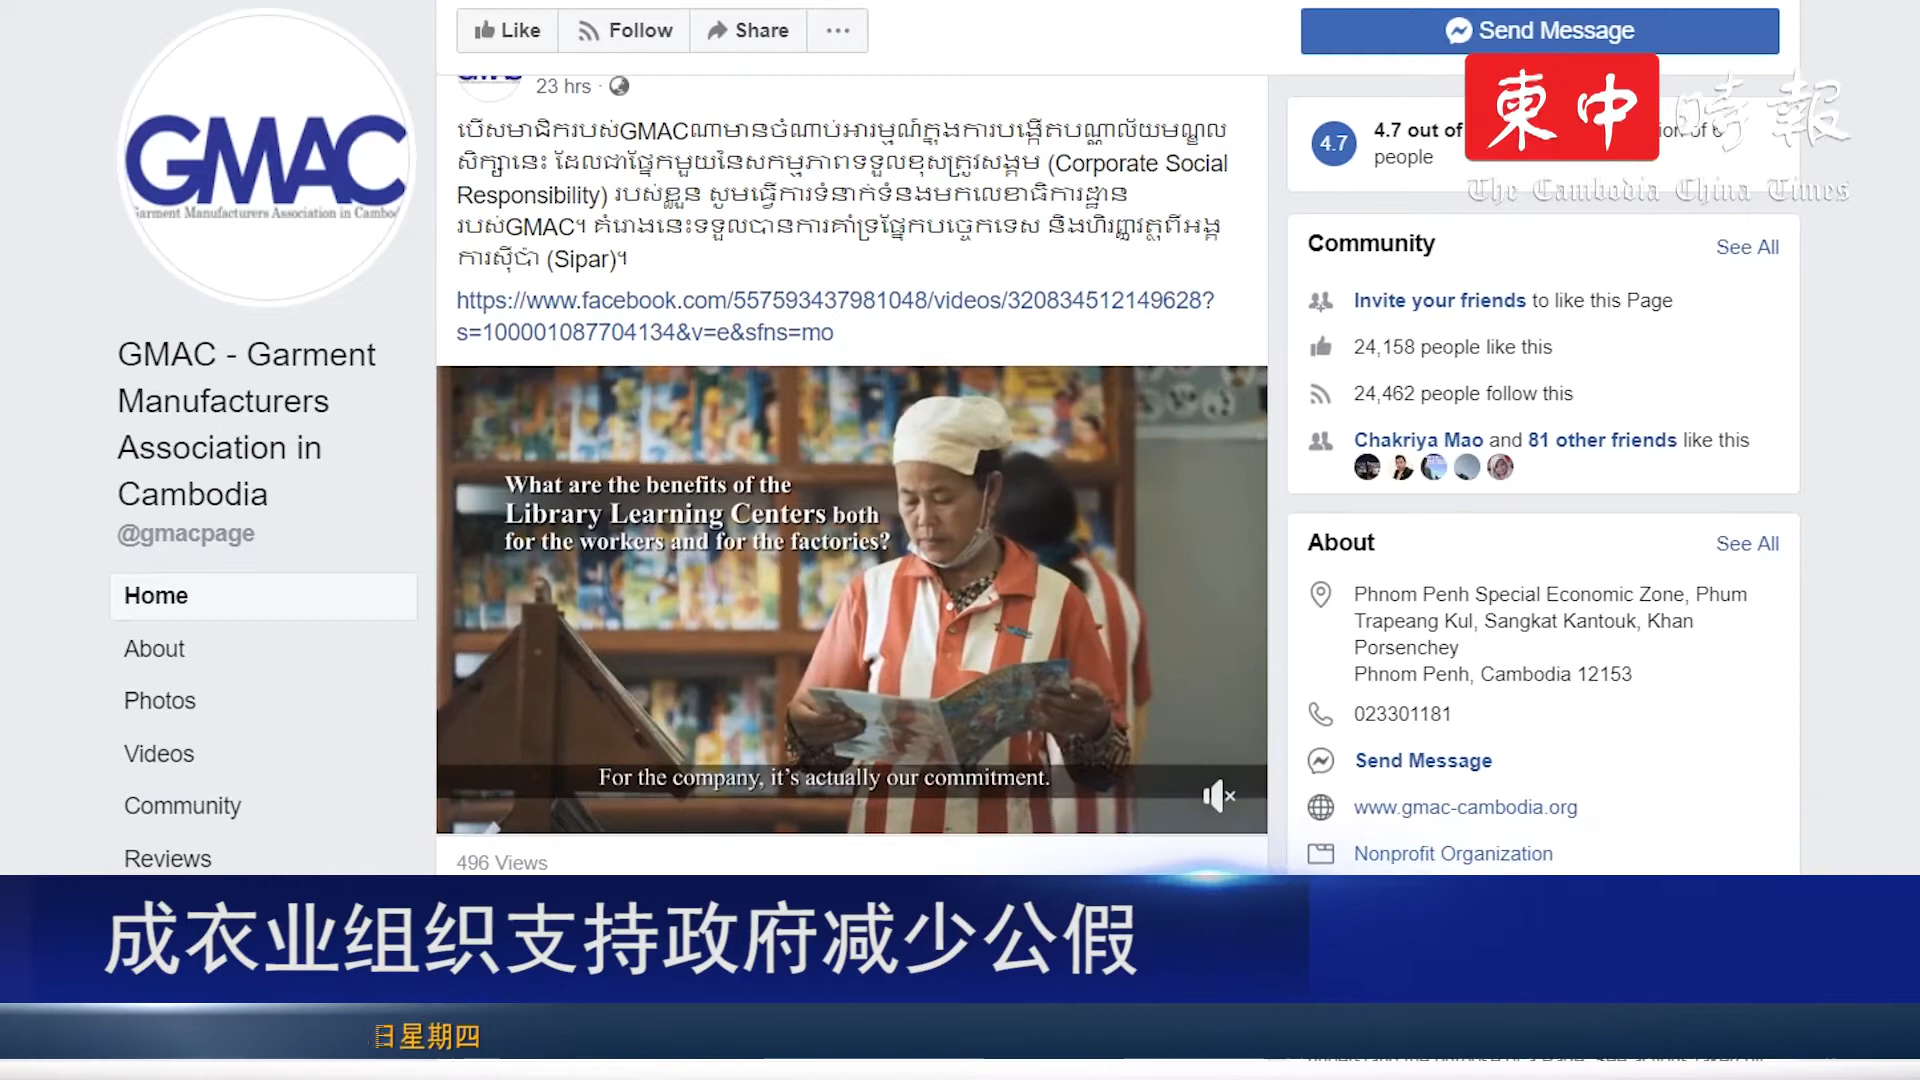 GMAC
Garment Manufacturers Association in
GMAC - Garment
Manufacturers
Association in
Cambodia
@gmacpage
Home
About
Photos
Videos
Community
Reviews
Like
Follow
Share
Send Message
23 hrs ·
បើសមាជិករបស់GMACណាមានចំណាប់អារម្មណ៍ក្នុងការបង្កើតបណ្ណាល័យមណ្ឌល
សិក្សានេះ ដែលជាផ្នែកមួយនៃសកម្មភាពទទួលខុសត្រូវសង្គម (Corporate Social
Responsibility) របស់ខ្លួន សូមធ្វើការទំនាក់ទំនងមកលេខាធិការដ្ឋាន
របស់GMAC។ គំរោងនេះទទួលបានការគាំទ្រផ្នែកបច្ចេកទេស និងហិរញ្ញវត្ថុពីអង្គ
ការស៊ីប៉ា (Sipar)។
https://www.facebook.com/557593437981048/videos/320834512149628?
s=100001087704134&v=e&sfns=mo
What are the benefits of the
Library Learning Centers both
for the workers and for the factories?
For the company, it's actually our commitment.
496 Views
柬中時報
The Cambodia China Times
4.7
4.7 out of
people
Community
See All
Invite your friends to like this Page
24,158 people like this
24,462 people follow this
Chakriya Mao and 81 other friends like this
About
See All
Phnom Penh Special Economic Zone, Phum
Trapeang Kul, Sangkat Kantouk, Khan
Porsenchey
Phnom Penh, Cambodia 12153
023301181
Send Message
www.gmac-cambodia.org
Nonprofit Organization
成衣业组织支持政府减少公假
日星期四